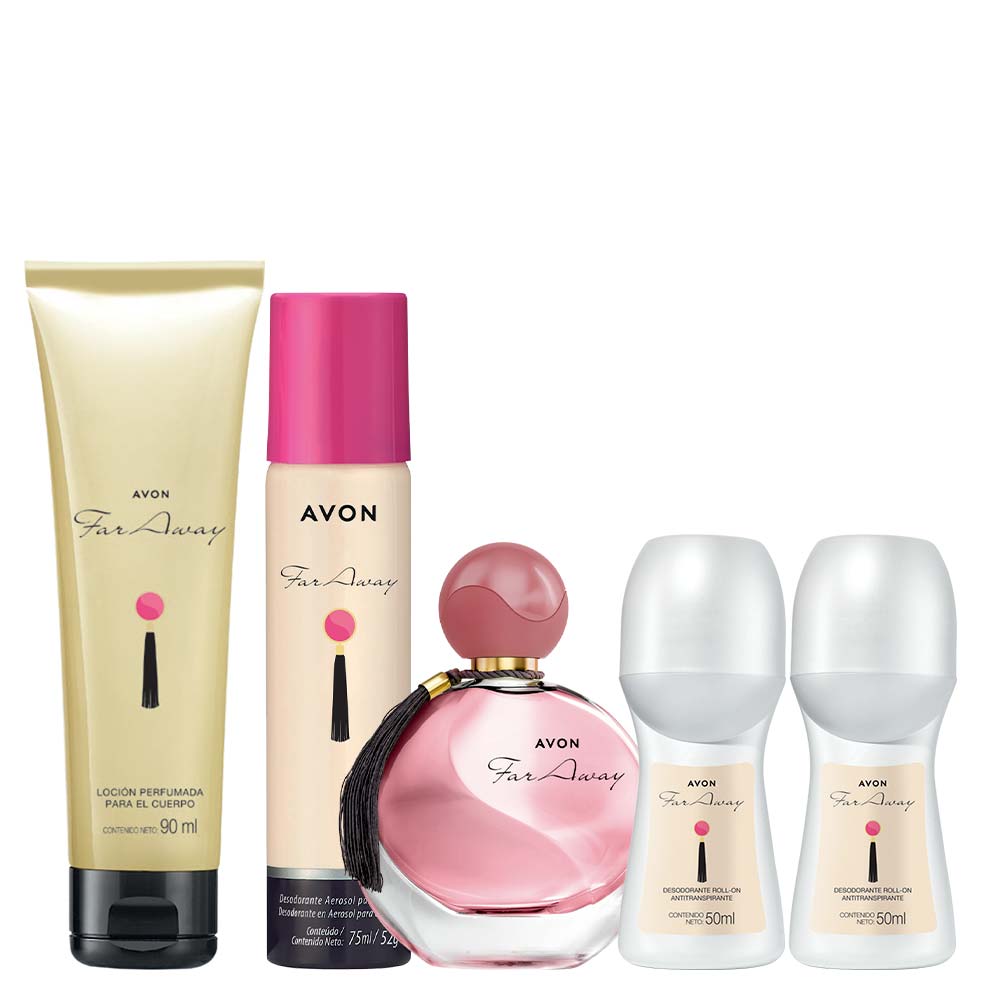 AVON
Far Away
LOCIÓN PERFUMADA
PARA EL CUERPO
CONTENIDO NETO: 90 ml
AVON
Far Away
Desodorante Aerosol pa
Desodorante en Aerosol para
Conteúdo /
Contenido Neto: 75ml / 52g
AVON
Far Away
AVON
Far Away
DESODORANTE ROLL-ON
ANTITRANSPIRANTE
CONTENIDO
NETO: 50ml
AVON
Far Away
DESODORANTE ROLL-ON
ANTITRANSPIRANTE
CONTENIDO
NETO: 50ml